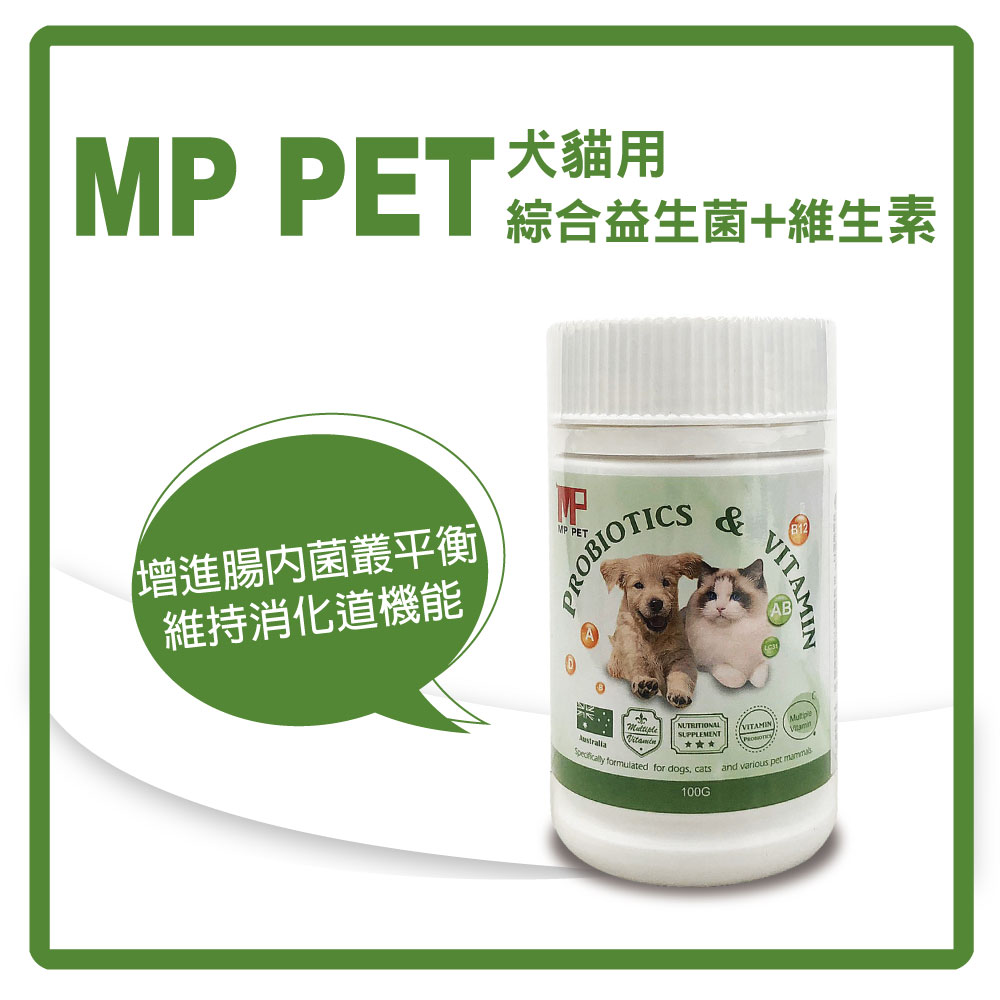 MP PET
犬貓用
綜合益生菌+維生素
增進腸內菌叢平衡
維持消化道機能
MP
MP PET
PROBIOTICS & VITAMIN
B12
AB
A
D
B
Australia
Multiple
Vitamin
NUTRITIONAL
SUPPLEMENT
VITAMIN
PROBIOTICS
Multiple
Vitamin
Specifically formulated for dogs, cats and various pet mammals.
100G